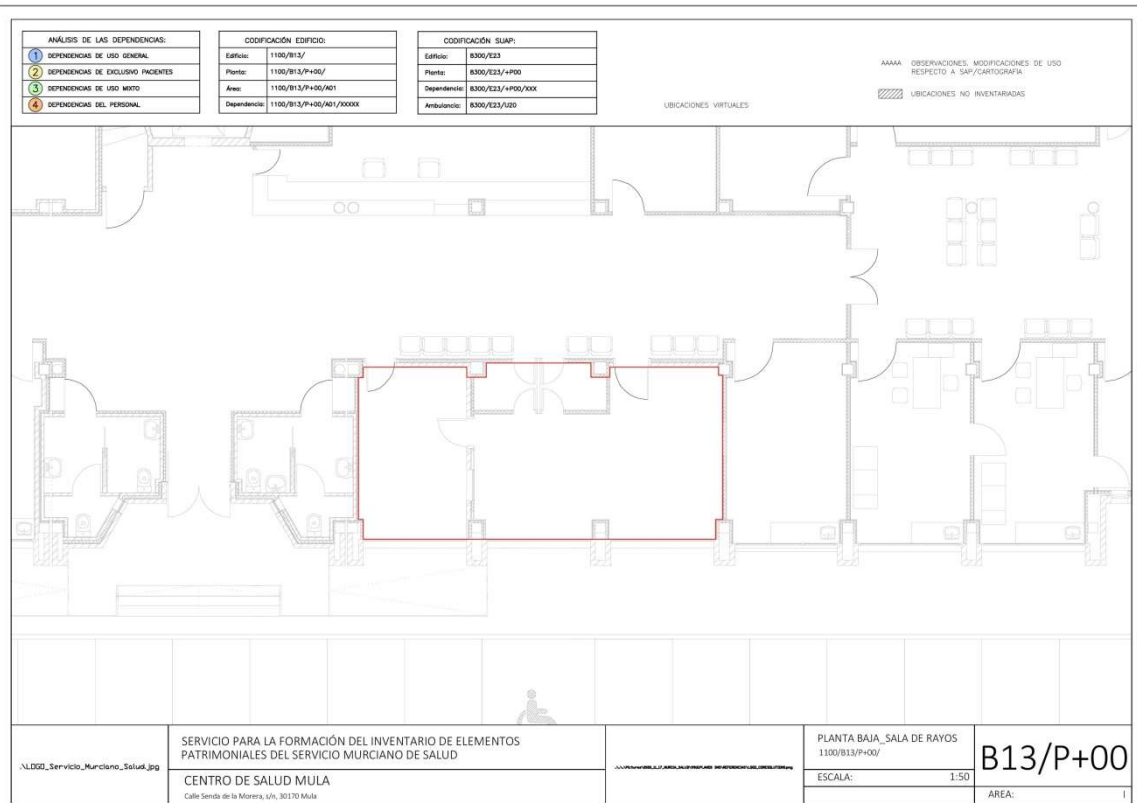 ANÁLISIS DE LAS DEPENDENCIAS:
1 DEPENDENCIAS DE USO GENERAL
2 DEPENDENCIAS DE EXCLUSIVO PACIENTES
3 DEPENDENCIAS DE USO MIXTO
4 DEPENDENCIAS DEL PERSONAL
CODIFICACIÓN EDIFICIO:
Edificio: 1100/B13/
Planta: 1100/B13/P+00/
Área: 1100/B13/P+00/A01
Dependencia: 1100/B13/P+00/A01/XXXXX
CODIFICACIÓN SUAP:
Edificio: 8300/E23
Planta: 8300/E23/+P00
Dependencia: 8300/E23/+P00/XXX
Ambulancia: 8300/E23/U20
UBICACIONES VIRTUALES
AAAAA OBSERVACIONES, MODIFICACIONES DE USO
RESPECTO A SAP/CARTOGRAFÍA
UBICACIONES NO INVENTARIADAS
.\LOGO_Servicio_Murciano_Salud.jpg
SERVICIO PARA LA FORMACIÓN DEL INVENTARIO DE ELEMENTOS
PATRIMONIALES DEL SERVICIO MURCIANO DE SALUD
CENTRO DE SALUD MULA
Calle Senda de la Morera, s/n, 30170 Mula
PLANTA BAJA_SALA DE RAYOS
1100/B13/P+00/
ESCALA: 1:50
B13/P+00
AREA: I